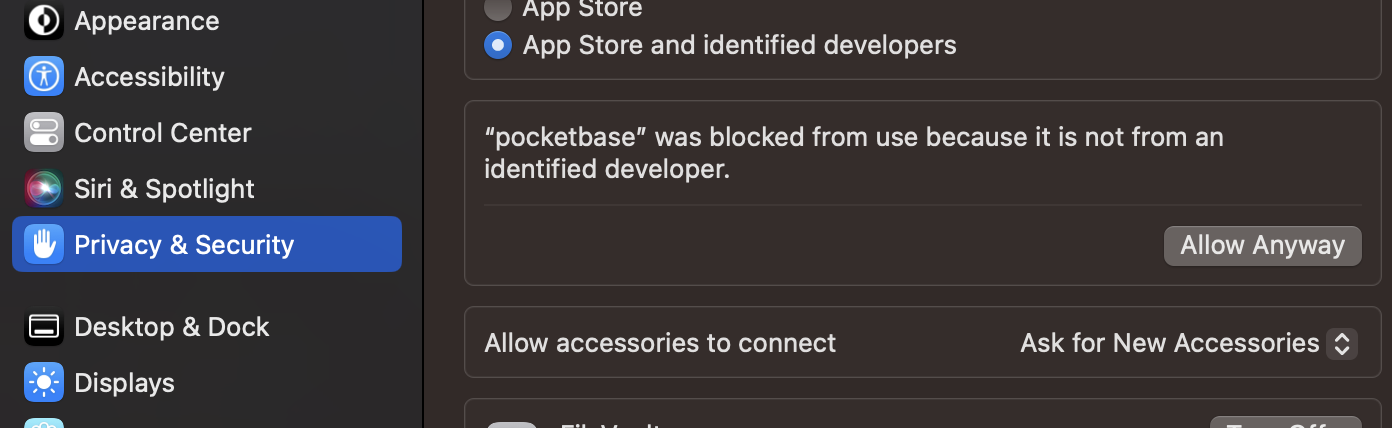 Appearance
Accessibility
Control Center
Siri & Spotlight
Privacy & Security
Desktop & Dock
Displays
App Store
App Store and identified developers
“pocketbase” was blocked from use because it is not from an
identified developer.
Allow Anyway
Allow accessories to connect
Ask for New Accessories